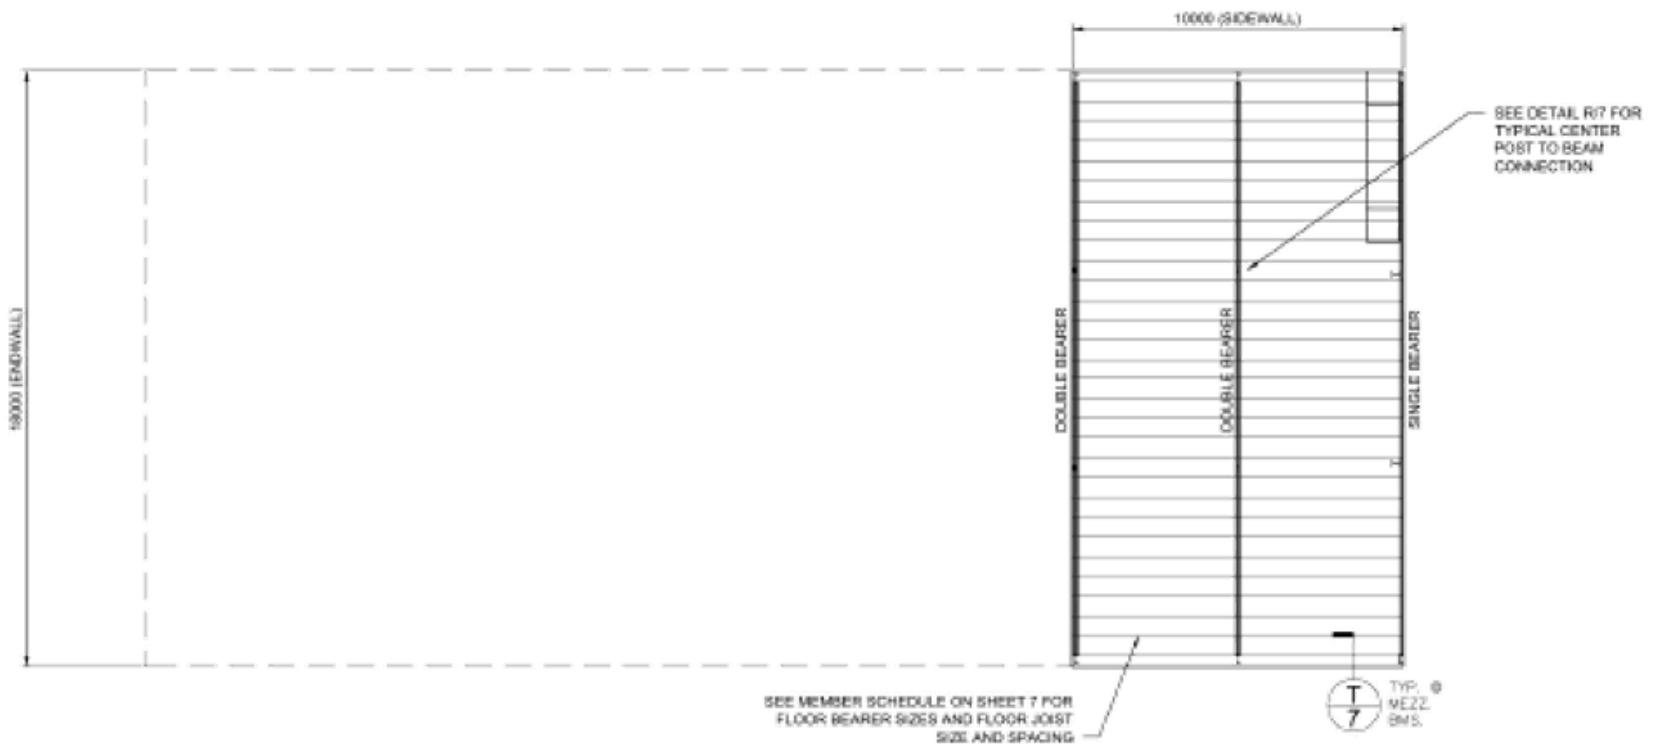 10000 (SIDEWALL)
SEE DETAIL R/7 FOR
TYPICAL CENTER
POST TO BEAM
CONNECTION
18000 (ENDWALL)
DOUBLE BEARER
DOUBLE BEARER
SINGLE BEARER
SEE MEMBER SCHEDULE ON SHEET 7 FOR
FLOOR BEARER SIZES AND FLOOR JOIST
SIZE AND SPACING
T
7
TYP. @
MEZZ.
BMS.